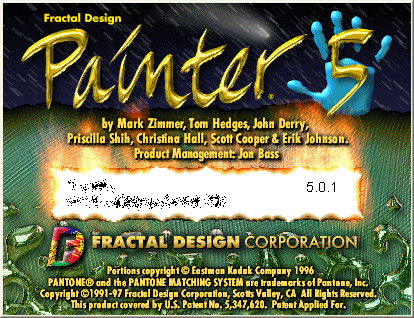 Fractal Design
Painter 5
by Mark Zimmer, Tom Hedges, John Derry,
Priscilla Shih, Christina Hall, Scott Cooper & Erik Johnson.
Product Management: Jon Bass
5.0.1
FRACTAL DESIGN CORPORATION
Portions copyright © Eastman Kodak Company 1996
PANTONE® and the PANTONE MATCHING SYSTEM are trademarks of Pantone, Inc.
Copyright ©1991-97 Fractal Design Corporation, Scotts Valley, CA All Rights Reserved.
This product covered by U.S. Patent No. 5,347,620. Patent Applied For.